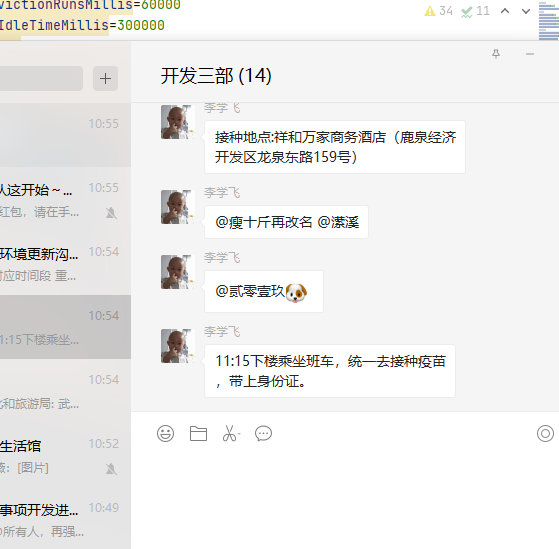 victionRunsMillis=60000
IdleTimeMillis=300000
34 11
开发三部 (14)
10:55
10:55
从这开始～...
红包，请在手...
10:54
环境更新沟...
对应时间段 重...
10:54
11:15下楼乘坐...
10:54
化和旅游局: 武...
10:52
生活馆
薇: [图片]
10:49
事项开发进...
@所有人，再强...
李学飞
接种地点:祥和万家商务酒店（鹿泉经济
开发区龙泉东路159号）
李学飞
@瘦十斤再改名 @潆溪
李学飞
@贰零壹玖
李学飞
11:15下楼乘坐班车，统一去接种疫苗
，带上身份证。